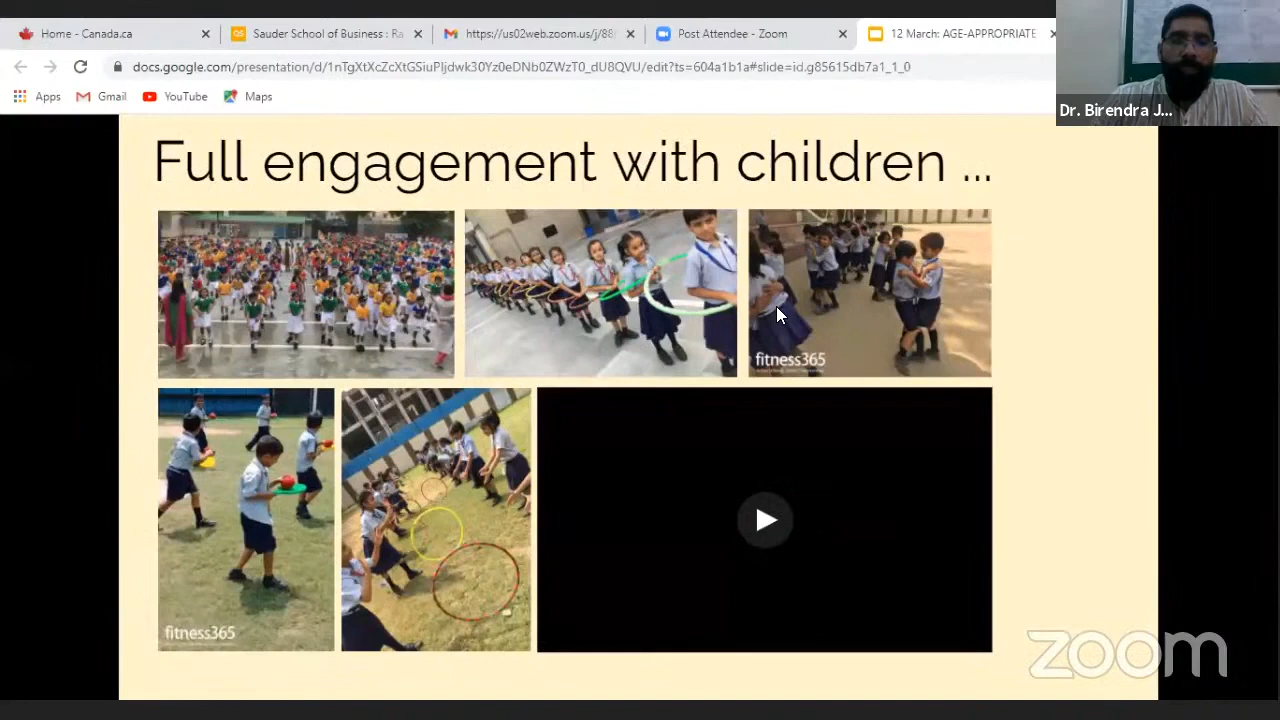 Home - Canada.ca
Sauder School of Business : Ra
https://us02web.zoom.us/j/88
Post Attendee - Zoom
12 March: AGE-APPROPRIATE
docs.google.com/presentation/d/1nTgXtXcZcXtGSiuPIjdwk30Yz0eDNb0ZWzT0_dU8QVU/edit?ts=604a1b1a#slide=id.g85615db7a1_1_0
Apps
Gmail
YouTube
Maps
Dr. Birendra J...
Full engagement with children ...
fitness365
fitness365
zoom